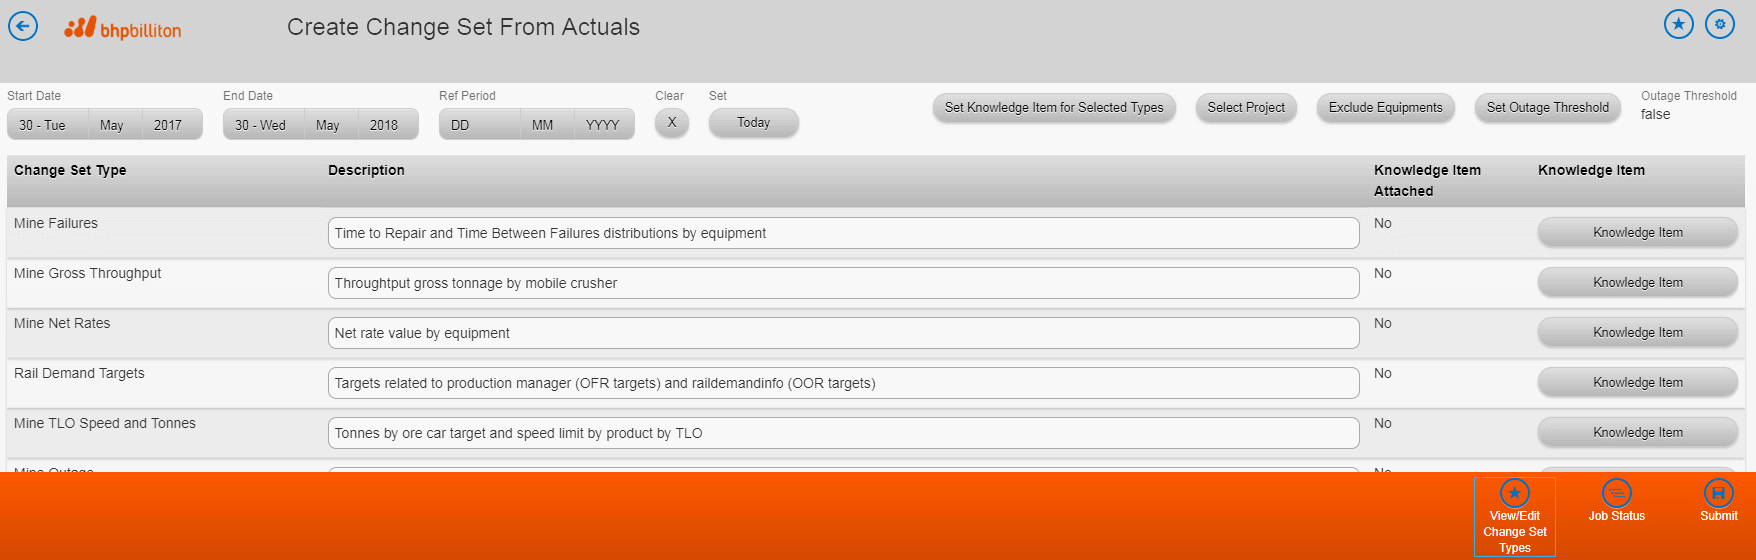 bhpbilliton
Create Change Set From Actuals
Start Date
End Date
Ref Period
Clear
Set
Outage Threshold
30 - Tue May 2017
30 - Wed May 2018
DD MM YYYY
X
Today
Set Knowledge Item for Selected Types
Select Project
Exclude Equipments
Set Outage Threshold
false
Change Set Type
Description
Knowledge Item
Attached
Knowledge Item
Mine Failures
Time to Repair and Time Between Failures distributions by equipment
No
Knowledge Item
Mine Gross Throughput
Throughtput gross tonnage by mobile crusher
No
Knowledge Item
Mine Net Rates
Net rate value by equipment
No
Knowledge Item
Rail Demand Targets
Targets related to production manager (OFR targets) and raildemandinfo (OOR targets)
No
Knowledge Item
Mine TLO Speed and Tonnes
Tonnes by ore car target and speed limit by product by TLO
No
Knowledge Item
Mine Outage
No
View/Edit
Change Set
Types
Job Status
Submit